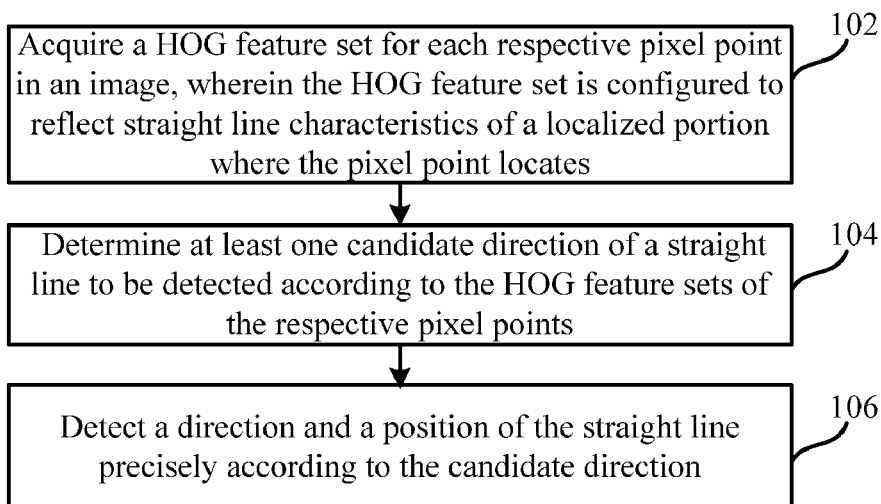 102
Acquire a HOG feature set for each respective pixel point
in an image, wherein the HOG feature set is configured to
reflect straight line characteristics of a localized portion
where the pixel point locates
104
Determine at least one candidate direction of a straight
line to be detected according to the HOG feature sets of
the respective pixel points
106
Detect a direction and a position of the straight line
precisely according to the candidate direction